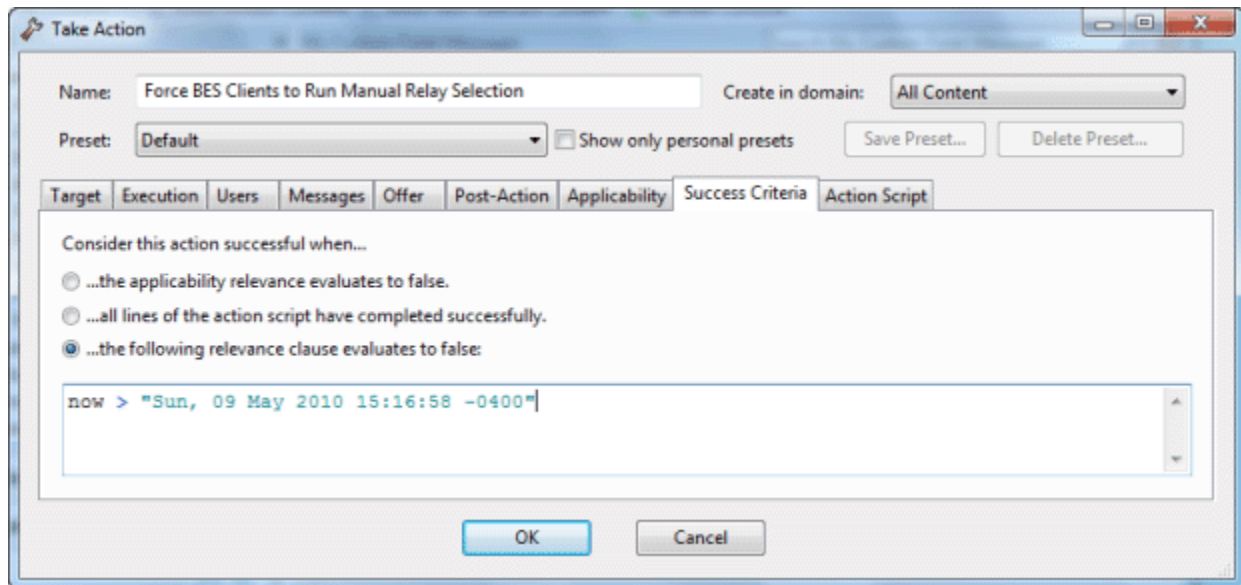 Take Action
Name: Force BES Clients to Run Manual Relay Selection Create in domain: All Content
Preset: Default Show only personal presets Save Preset... Delete Preset...
Target Execution Users Messages Offer Post-Action Applicability Success Criteria Action Script
Consider this action successful when...
...the applicability relevance evaluates to false.
...all lines of the action script have completed successfully.
...the following relevance clause evaluates to false:
now > "Sun, 09 May 2010 15:16:58 -0400"
OK Cancel